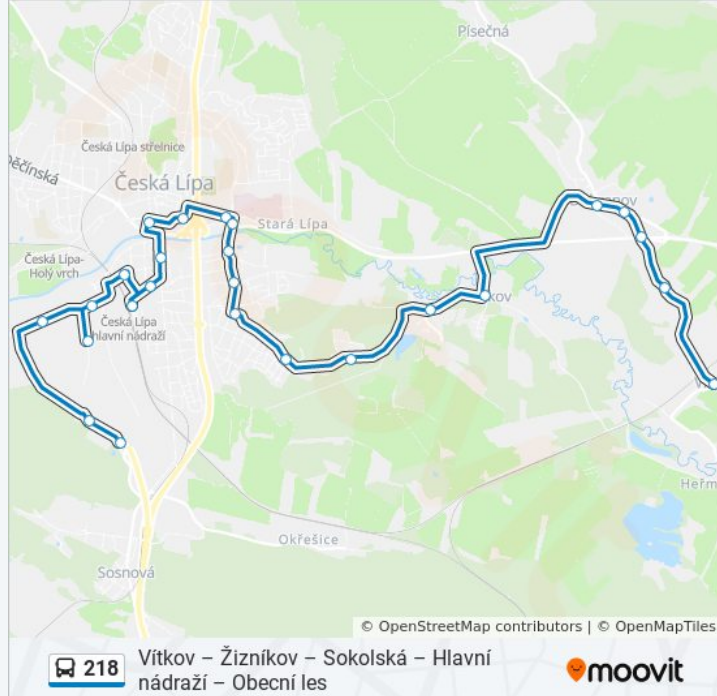 Písečná
Česká Lípa střelnice
ěčínská
Česká Lípa
Stará Lípa
Česká Lípa-
Holý vrch
kov
Česká Lípa
hlavní nádraží
Heřm
Okřešice
Sosnová
© OpenStreetMap contributors | © OpenMapTiles
218
Vítkov – Žizníkov – Sokolská – Hlavní
nádraží – Obecní les
moovit